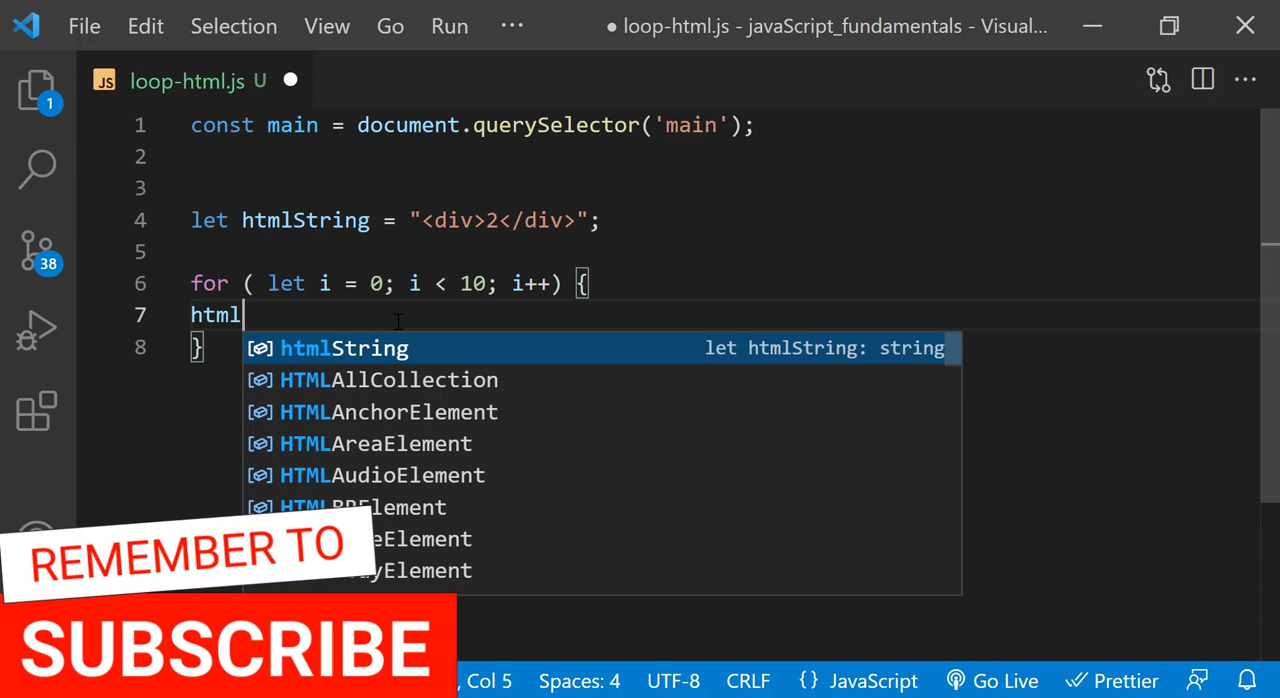 File Edit Selection View Go Run ··· ● loop-html.js - javaScript_fundamentals - Visual...
1
JS loop-html.js U ●
1 const main = document.querySelector('main');
2
3
4 let htmlString = "<div>2</div>";
5
6 for ( let i = 0; i < 10; i++) {
7 html
8 }
htmlString let htmlString: string
HTMLAllCollection
HTMLAnchorElement
HTMLAreaElement
HTMLAudioElement
38
REMEMBER TO
SUBSCRIBE
, Col 5 Spaces: 4 UTF-8 CRLF {} JavaScript Go Live Prettier